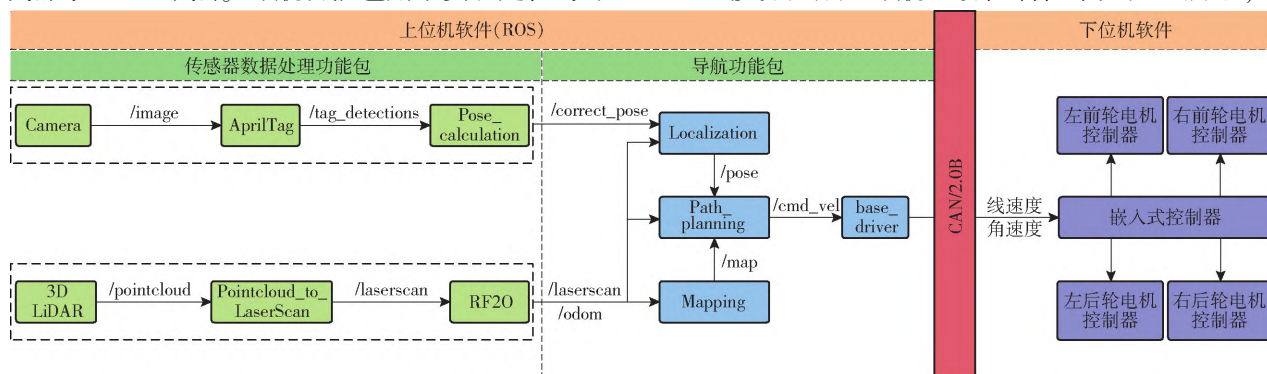 上位机软件(ROS)
下位机软件
传感器数据处理功能包
导航功能包
Camera
/image
AprilTag
/tag_detections
Pose_
calculation
/correct_pose
Localization
/pose
Path_
planning
/cmd_vel
base_
driver
/map
3D
LiDAR
/pointcloud
Pointcloud_to_
LaserScan
/laserscan
RF2O
/laserscan
/odom
Mapping
CAN/2.0B
线速度
角速度
左前轮电机
控制器
右前轮电机
控制器
嵌入式控制器
左后轮电机
控制器
右后轮电机
控制器